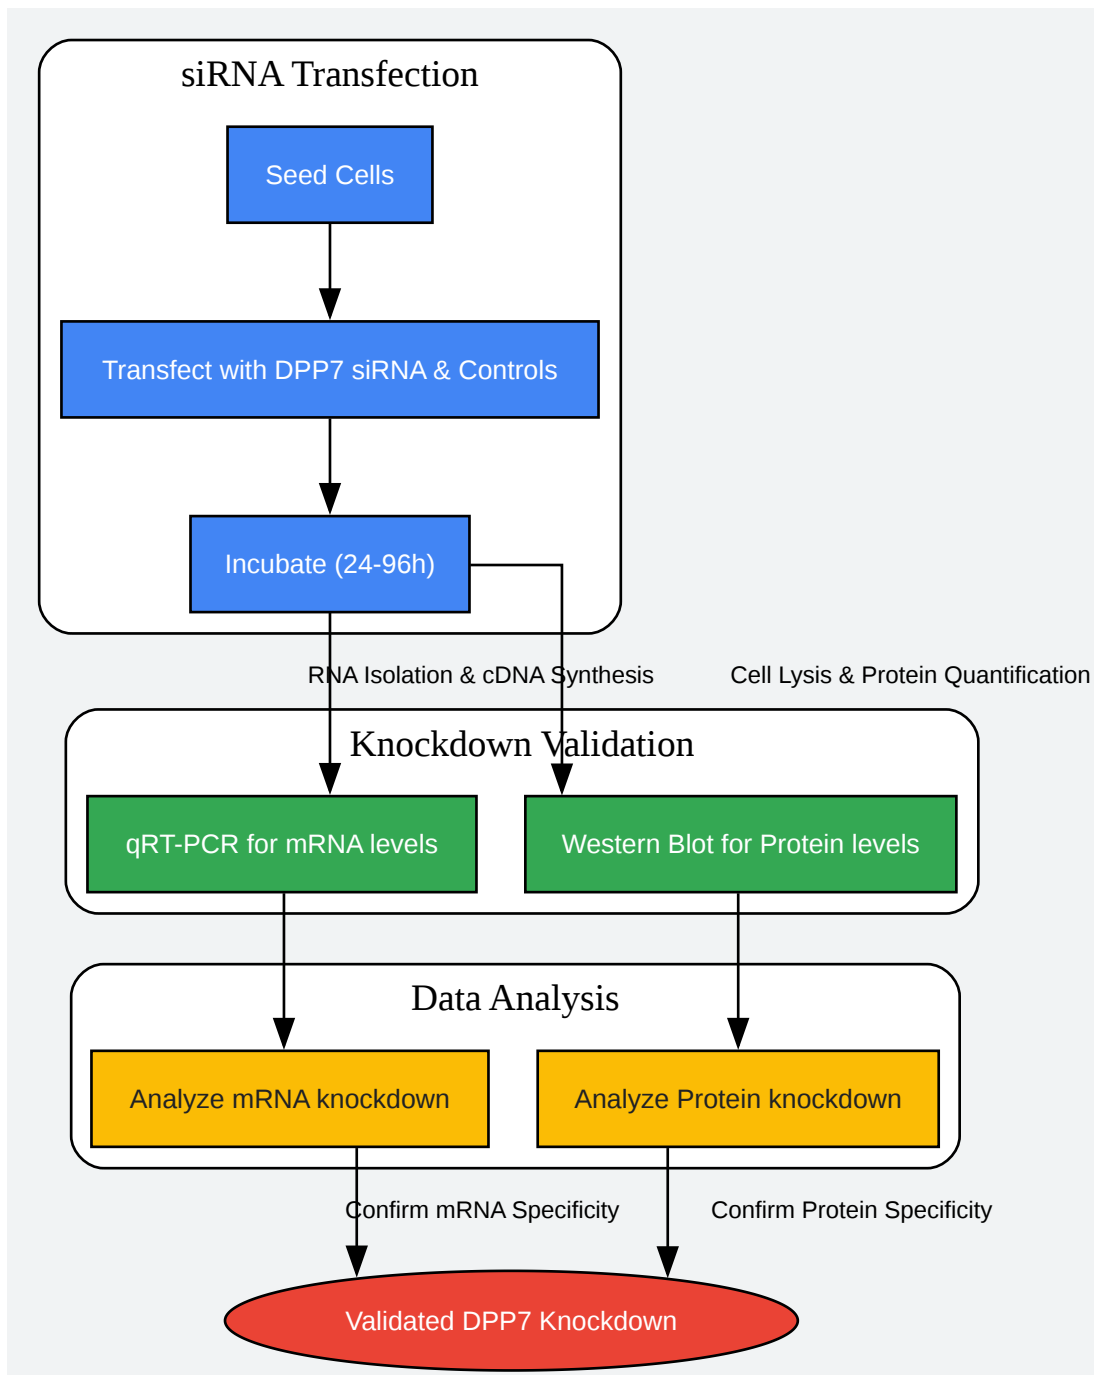 siRNA Transfection
Seed Cells
Transfect with DPP7 siRNA & Controls
Incubate (24-96h)
RNA Isolation & cDNA Synthesis
Cell Lysis & Protein Quantification
Knockdown Validation
qRT-PCR for mRNA levels
Western Blot for Protein levels
Data Analysis
Analyze mRNA knockdown
Analyze Protein knockdown
Confirm mRNA Specificity
Confirm Protein Specificity
Validated DPP7 Knockdown